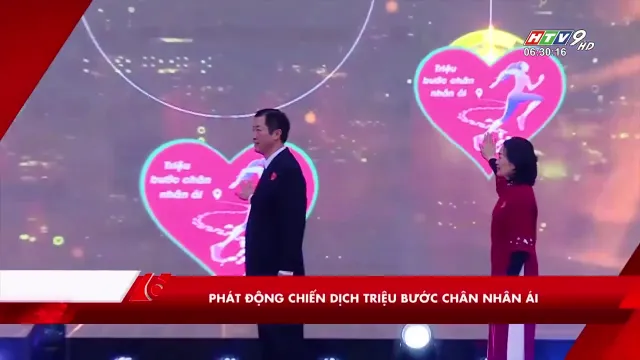 HTV9 HD
06:30:16
Triệu
bước chân
nhân ái
Triệu
bước chân
nhân ái
PHÁT ĐỘNG CHIẾN DỊCH TRIỆU BƯỚC CHÂN NHÂN ÁI